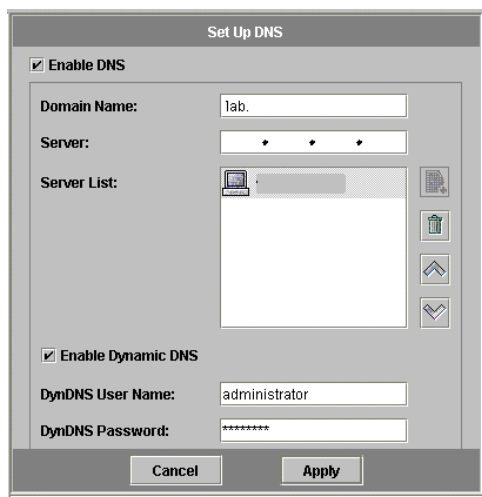 Set Up DNS
Enable DNS
Domain Name: lab.
Server: . . .
Server List:
Enable Dynamic DNS
DynDNS User Name: administrator
DynDNS Password: ********
Cancel Apply